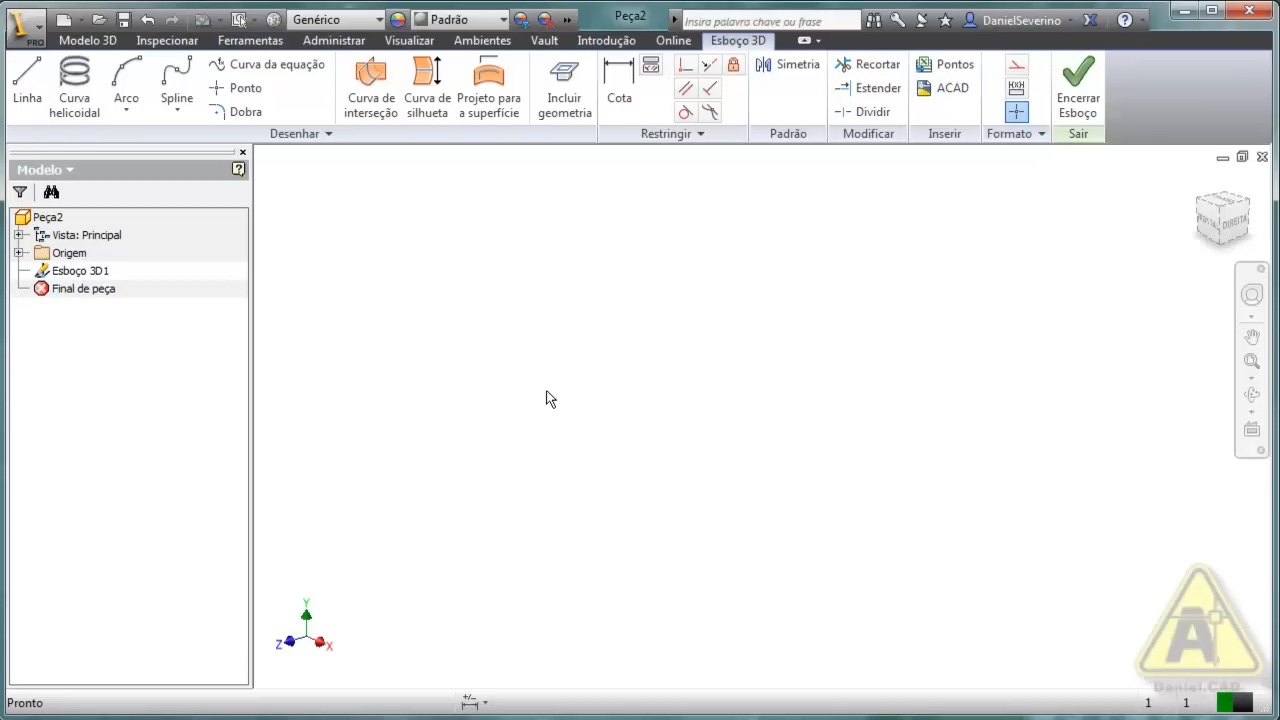 PRO
Genérico
Padrão
Peça2
Insira palavra chave ou frase
DanielSeverino
Modelo 3D Inspecionar Ferramentas Administrar Visualizar Ambientes Vault Introdução Online Esboço 3D
Linha
Curva helicoidal
Arco
Spline
Curva da equação
Ponto
Dobra
Curva de interseção
Curva de silhueta
Projeto para a superfície
Incluir geometria
Cota
Simetria
Recortar
Estender
Dividir
Pontos
ACAD
Encerrar Esboço
Desenhar
Restringir
Padrão
Modificar
Inserir
Formato
Sair
Modelo
Peça2
Vista: Principal
Origem
Esboço 3D1
Final de peça
DIREITA
Y
Z
X
A
Daniel.CAD.
Pronto
1 1